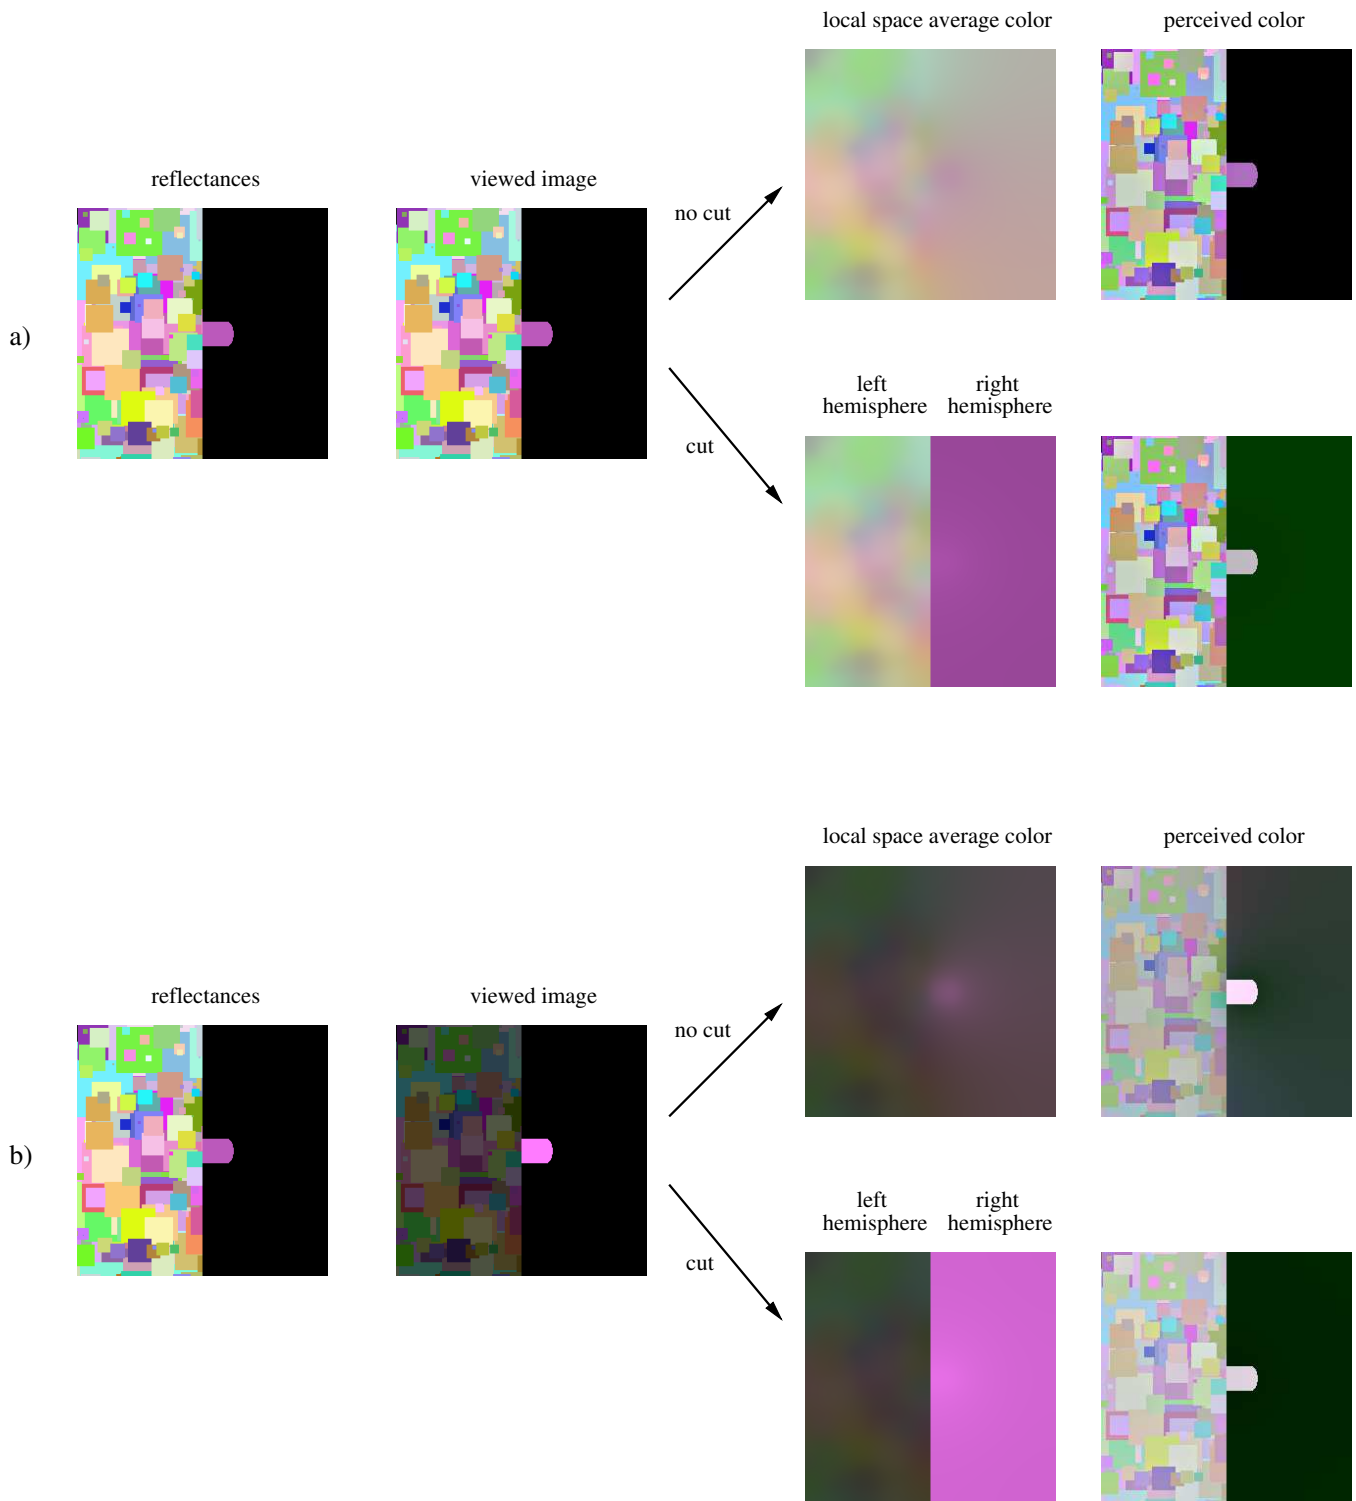 local space average color
perceived color
reflectances
viewed image
no cut
a)
left
hemisphere
right
hemisphere
cut
local space average color
perceived color
reflectances
viewed image
no cut
b)
left
hemisphere
right
hemisphere
cut